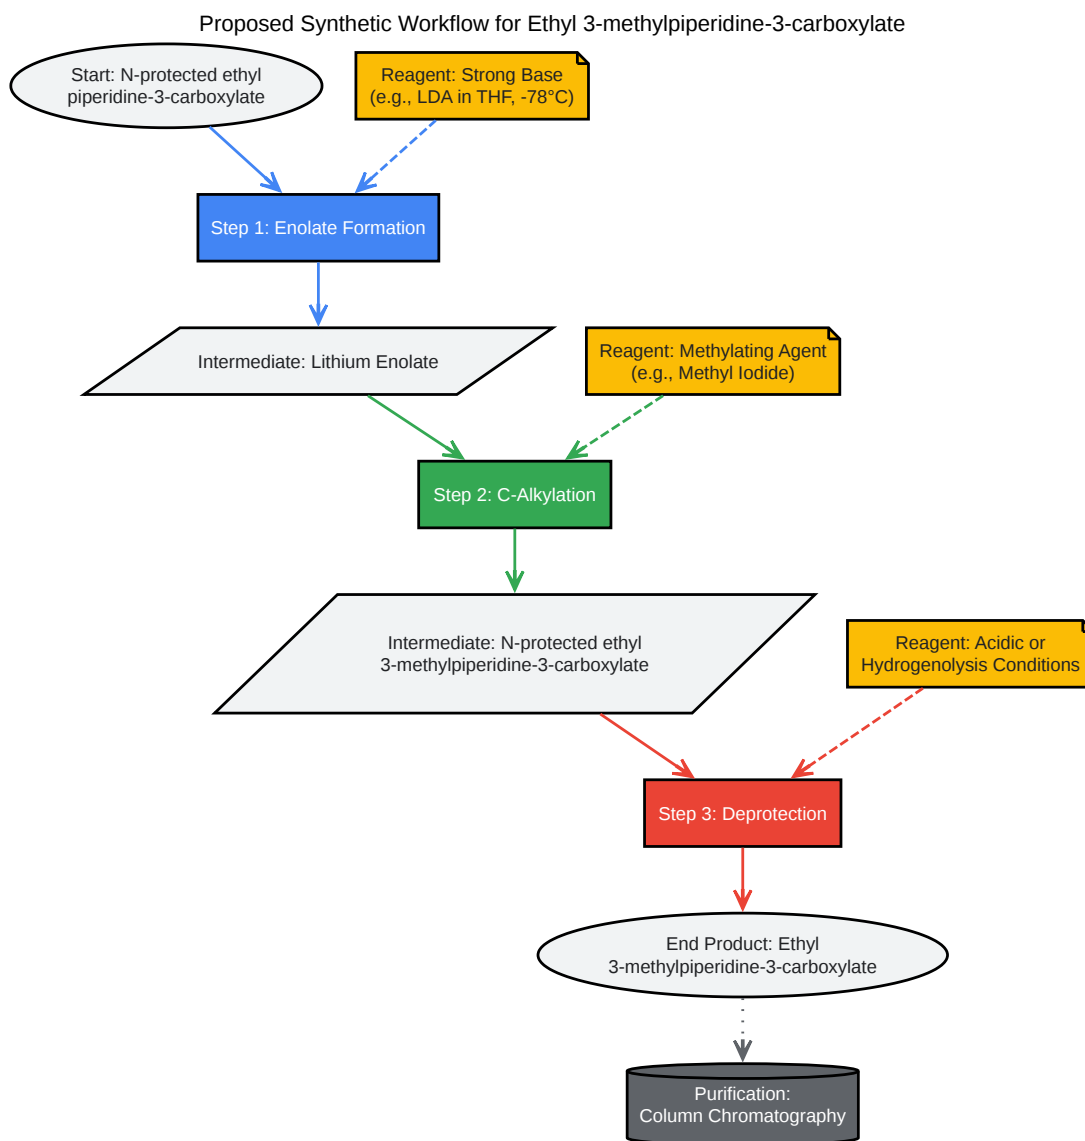 Proposed Synthetic Workflow for Ethyl 3-methylpiperidine-3-carboxylate
Start: N-protected ethyl
piperidine-3-carboxylate
Reagent: Strong Base
(e.g., LDA in THF, -78°C)
Step 1: Enolate Formation
Intermediate: Lithium Enolate
Reagent: Methylating Agent
(e.g., Methyl Iodide)
Step 2: C-Alkylation
Intermediate: N-protected ethyl
3-methylpiperidine-3-carboxylate
Reagent: Acidic or
Hydrogenolysis Conditions
Step 3: Deprotection
End Product: Ethyl
3-methylpiperidine-3-carboxylate
Purification:
Column Chromatography